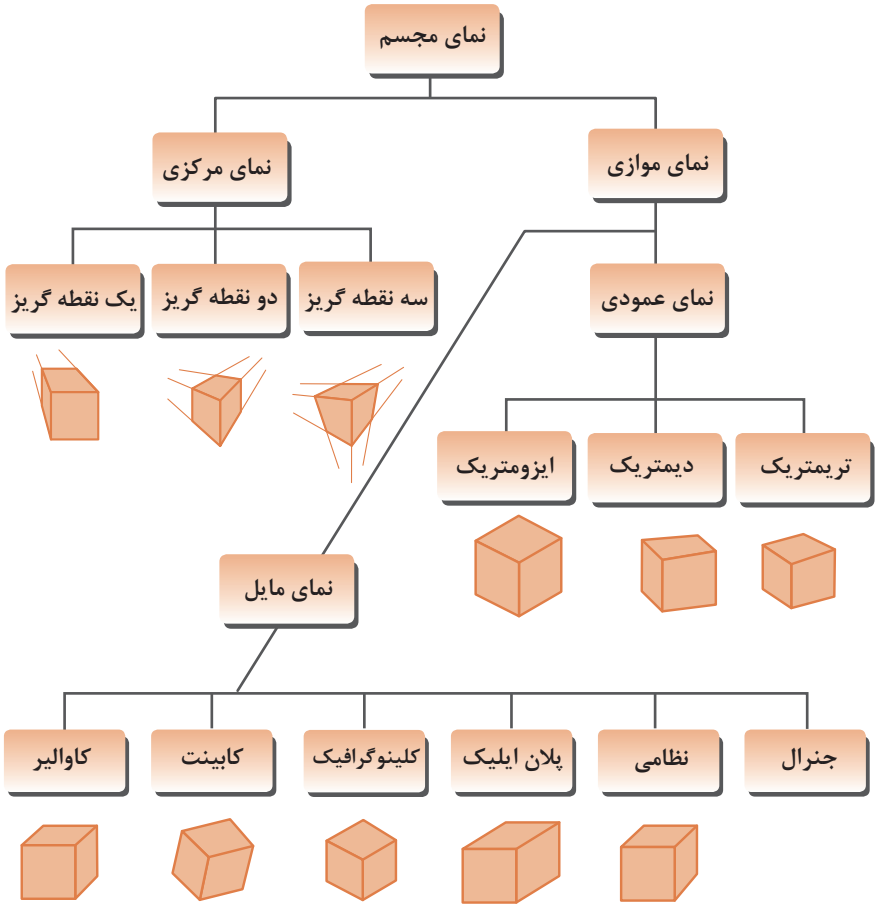 نمای مجسم
نمای موازی
نمای مرکزی
نمای عمودی
سه نقطه گریز
دو نقطه گریز
یک نقطه گریز
تریمتریک
دیمتریک
ایزومتریک
نمای مایل
جنرال
نظامی
پلان ایلیک
کلینوگرافیک
کابینت
کاوالیر